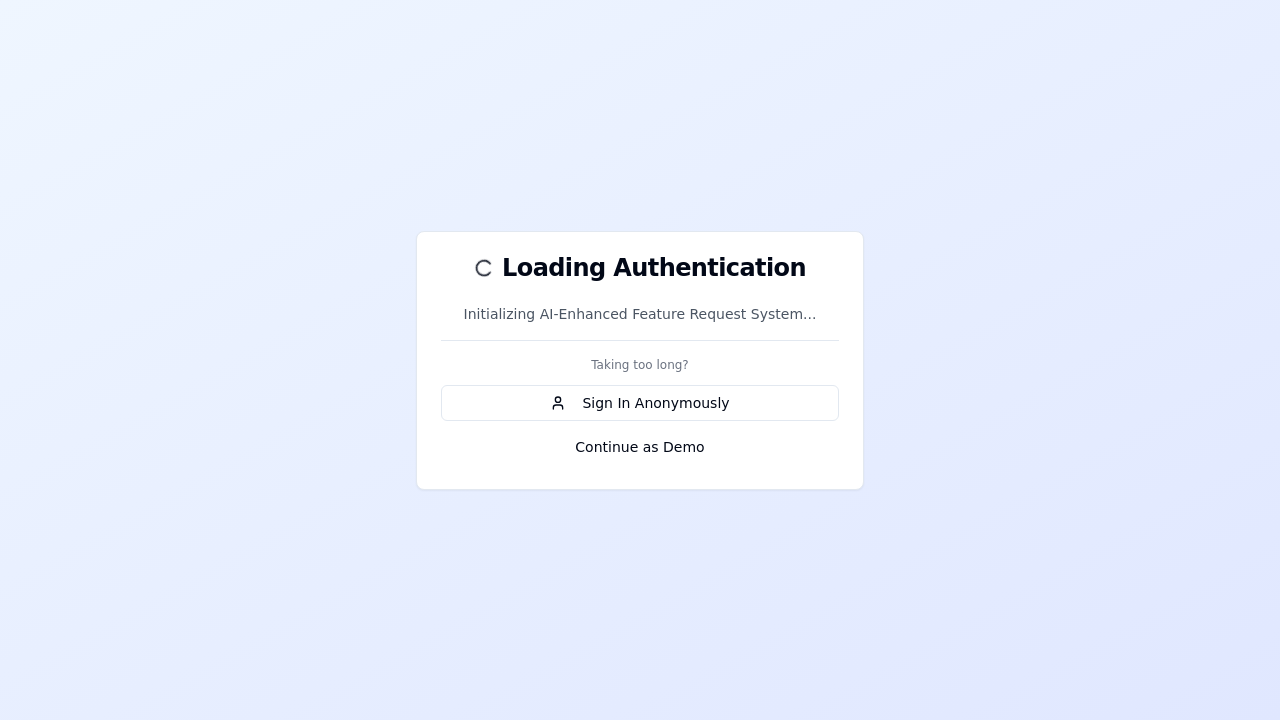 Loading Authentication
Initializing AI-Enhanced Feature Request System...
Taking too long?
Sign In Anonymously
Continue as Demo